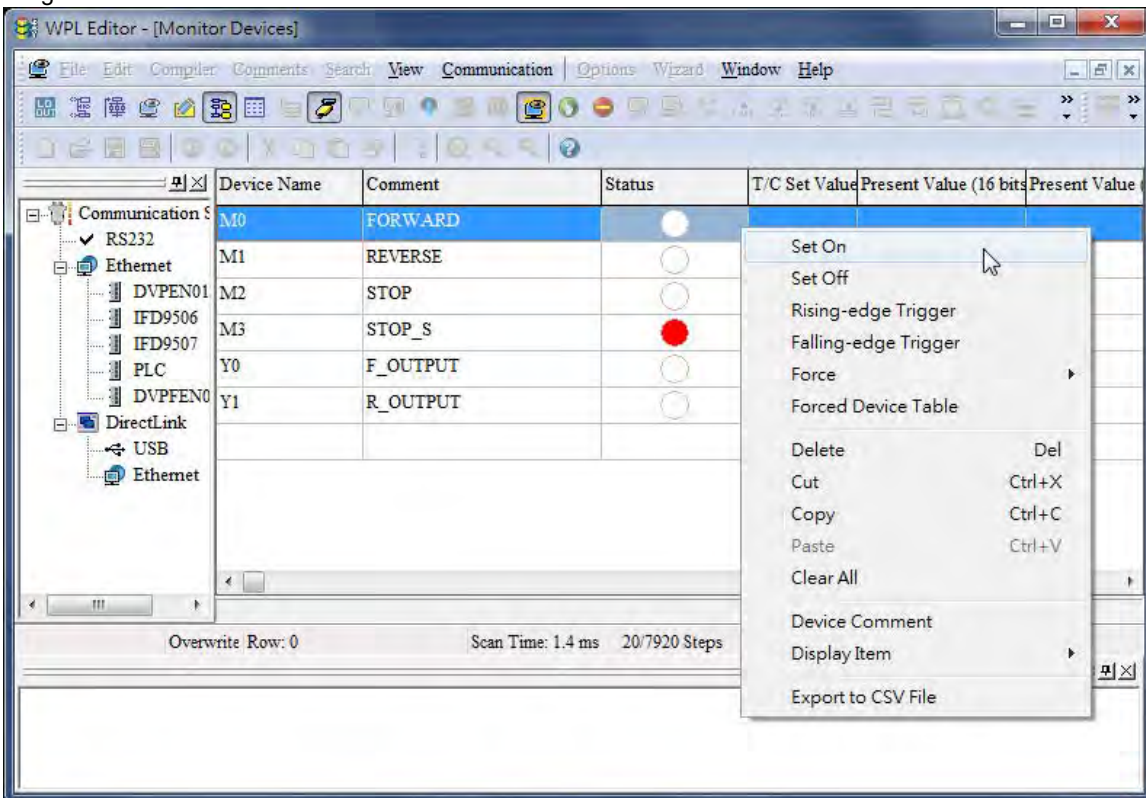 WPL Editor - [Monitor Devices]
File Edit Compiler Comments Search View Communication Options Wizard Window Help
Device Name Comment Status T/C Set Value Present Value (16 bits Present Value (
Communication S
RS232
Ethernet
DVPEN01
IFD9506
IFD9507
PLC
DVPFEN0
DirectLink
USB
Ethernet
M0 FORWARD
M1 REVERSE
M2 STOP
M3 STOP_S
Y0 F_OUTPUT
Y1 R_OUTPUT
Set On
Set Off
Rising-edge Trigger
Falling-edge Trigger
Force
Forced Device Table
Delete Del
Cut Ctrl+X
Copy Ctrl+C
Paste Ctrl+V
Clear All
Device Comment
Display Item
Export to CSV File
Overwrite Row: 0 Scan Time: 1.4 ms 20/7920 Steps